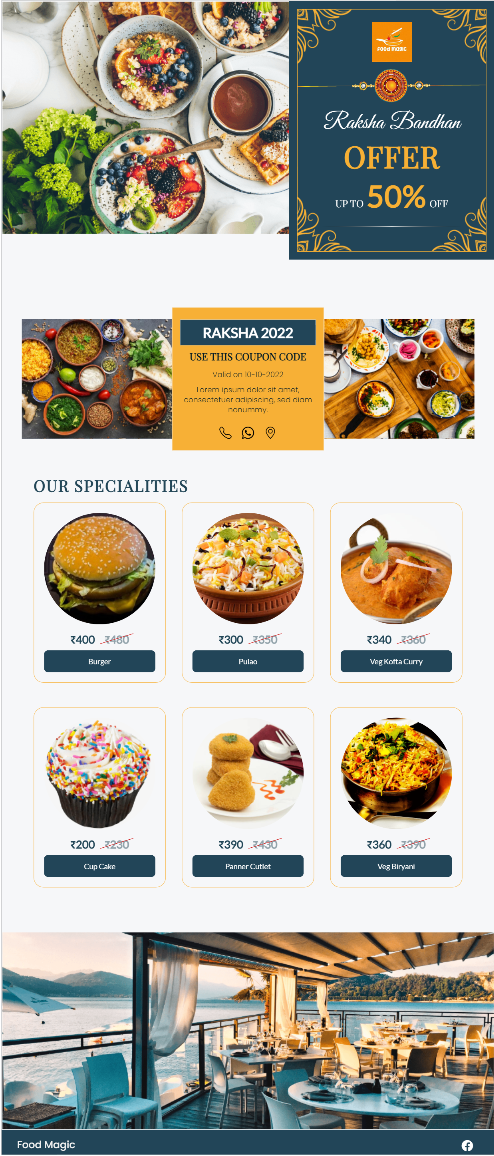 FOOD MAGIC
Raksha Bandhan
OFFER
UP TO 50% OFF
RAKSHA 2022
USE THIS COUPON CODE
Valid on 10-10-2022
Lorem ipsum dolor sit amet,
consectetuer adipiscing, sed diam
nonummy.
OUR SPECIALITIES
₹400 ₹480
Burger
₹300 ₹350
Pulao
₹340 ₹360
Veg Kofta Curry
₹200 ₹230
Cup Cake
₹390 ₹430
Panner Cutlet
₹360 ₹390
Veg Biryani
Food Magic